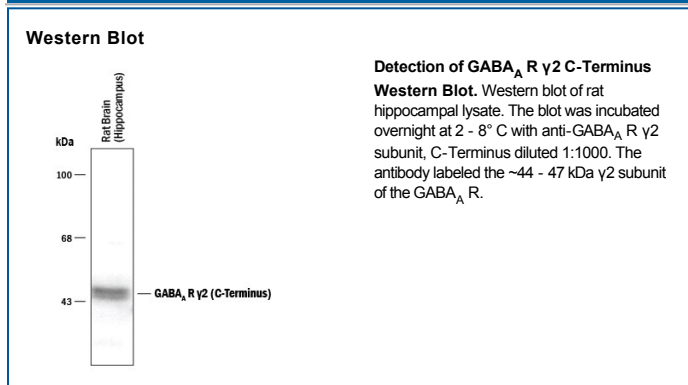 Western Blot
Rat Brain
(Hippocampus)
kDa
100
68
43
GABAA R γ2 (C-Terminus)
Detection of GABAA R γ2 C-Terminus
Western Blot. Western blot of rat
hippocampal lysate. The blot was incubated
overnight at 2 - 8° C with anti-GABAA R γ2
subunit, C-Terminus diluted 1:1000. The
antibody labeled the ~44 - 47 kDa γ2 subunit
of the GABAA R.